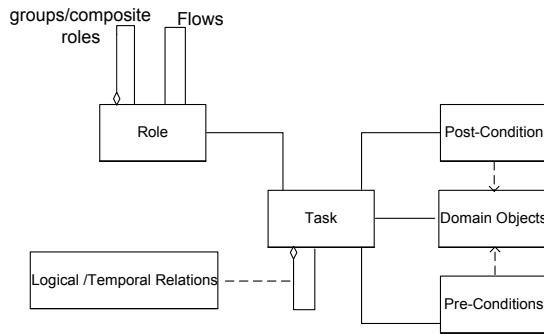 groups/composite
roles
Flows
Role
Post-Condition
Task
Domain Objects
Logical /Temporal Relations
Pre-Conditions